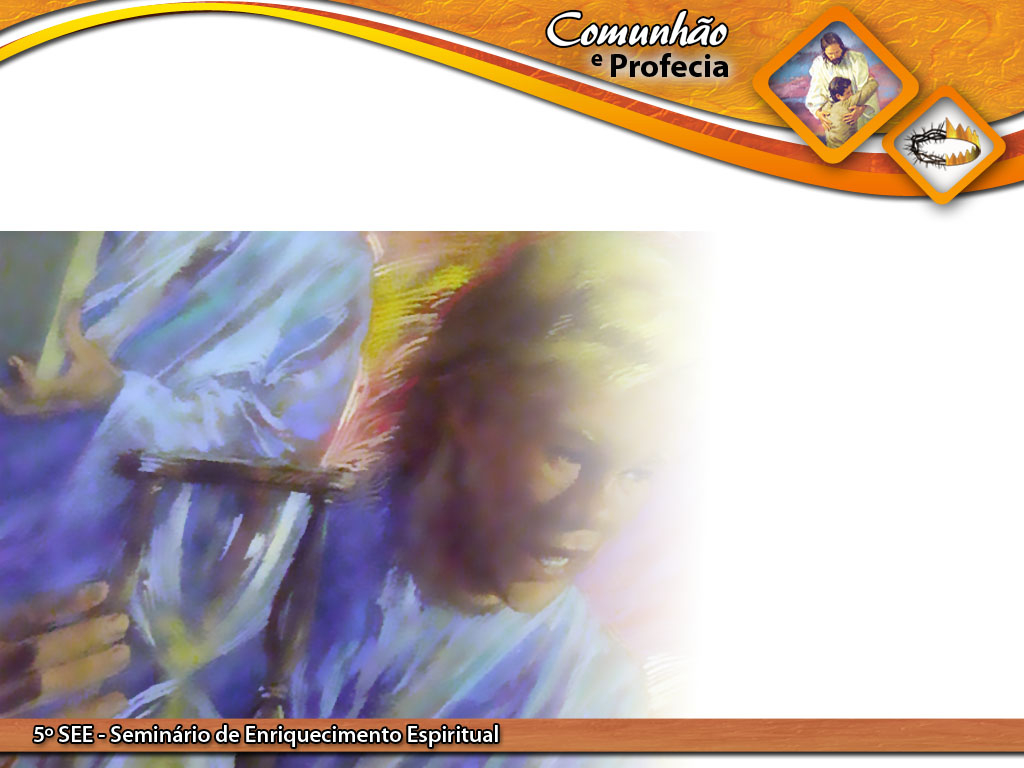 Comunhão
e Profecia
5º SEE - Seminário de Enriquecimento Espiritual